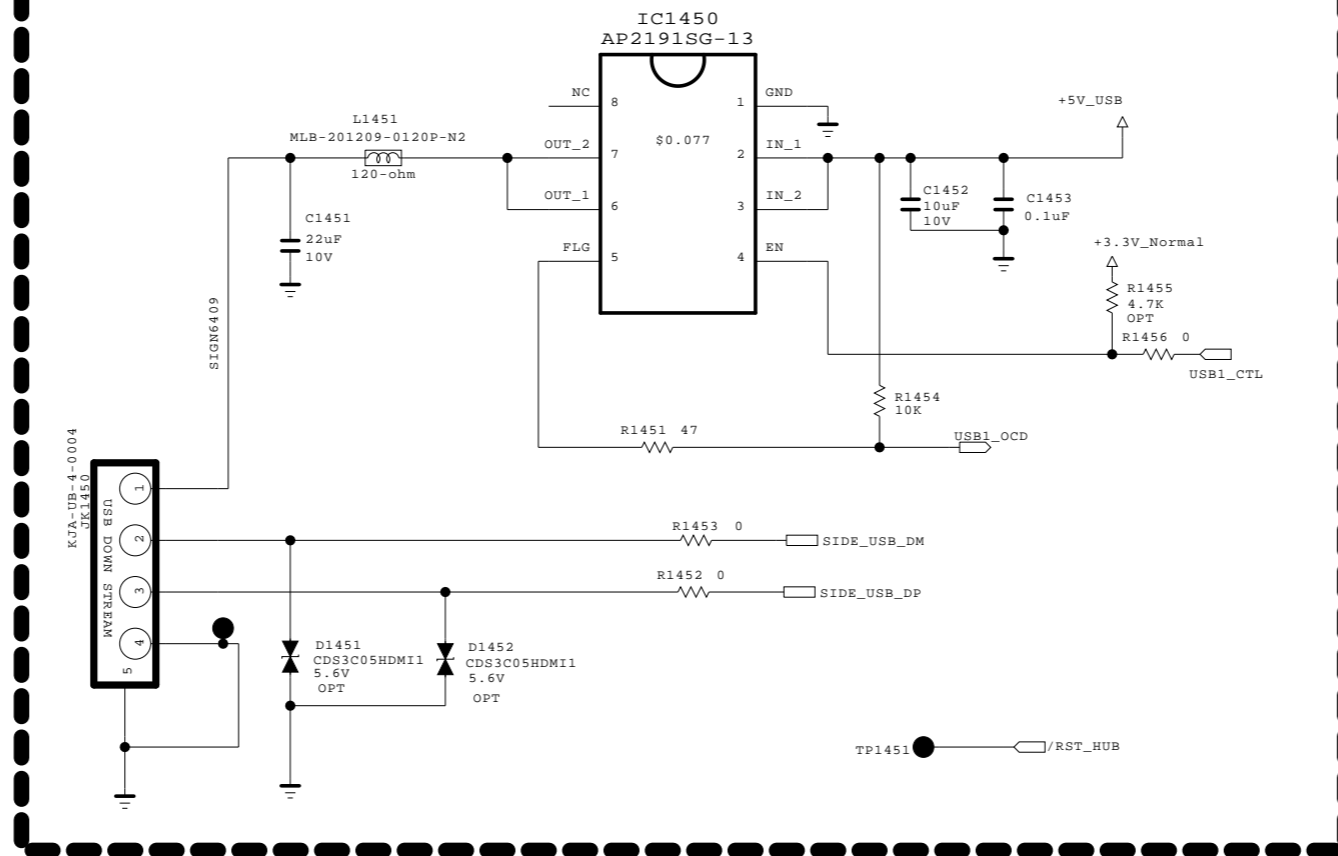 IC1450
AP2191SG-13
NC
8
1
GND
+5V_USB
L1451
MLB-201209-0120P-N2
120-ohm
$0.077
OUT_2
7
2
IN_1
OUT_1
6
3
IN_2
C1451
22uF
10V
C1452
10uF
10V
C1453
0.1uF
FLG
5
4
EN
+3.3V_Normal
R1455
4.7K
OPT
R1456 0
USB1_CTL
SIGN6409
R1454
10K
R1451 47
USB1_OCD
KJA-UB-4-0004
JK1450
USB DOWN STREAM
1
2
3
4
5
R1453 0
SIDE_USB_DM
R1452 0
SIDE_USB_DP
D1451
CDS3C05HDMI1
5.6V
OPT
D1452
CDS3C05HDMI1
5.6V
OPT
TP1451
/RST_HUB